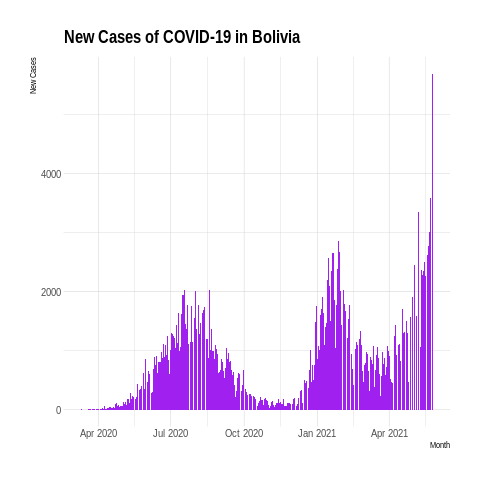 New Cases of COVID-19 in Bolivia
New Cases
4000
2000
0
Apr 2020 Jul 2020 Oct 2020 Jan 2021 Apr 2021
Month